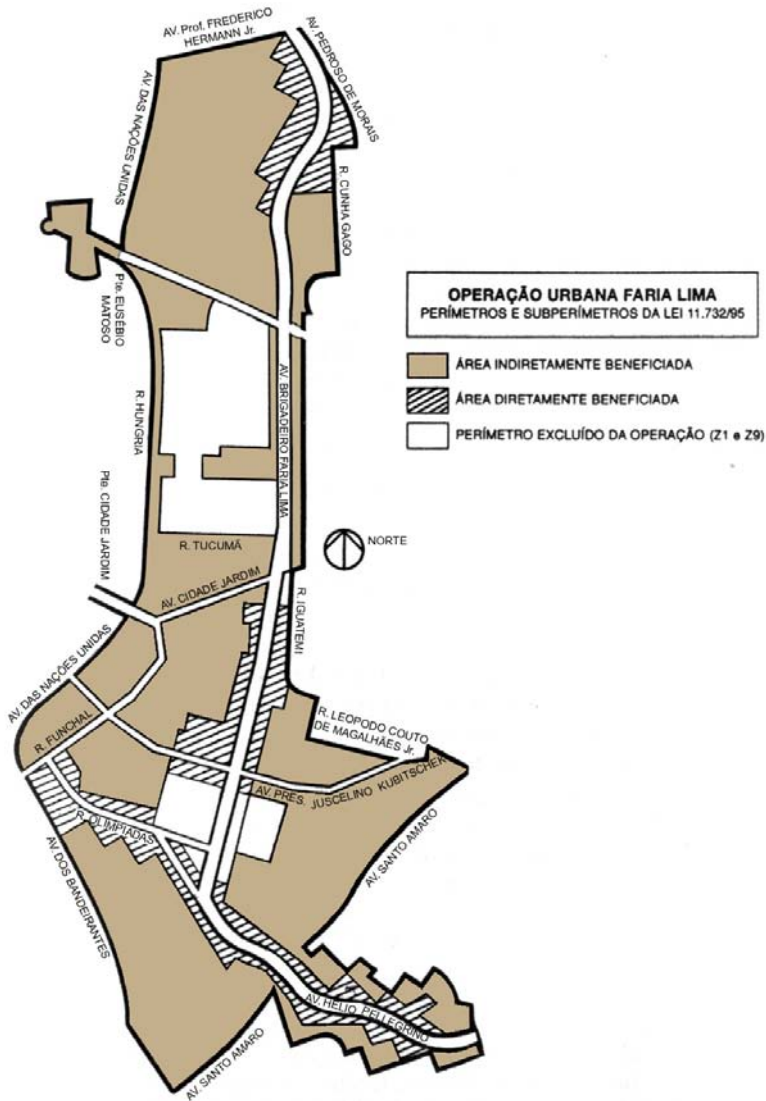 AV. Prof. FREDERICO
HERMANN Jr.
AV. PEDROSO DE MORAIS
AV. DAS NAÇÕES UNIDAS
R. CUNHA GAGO
Pte. EUSÉBIO
MATOSO
OPERAÇÃO URBANA FARIA LIMA
PERÍMETROS E SUBPERÍMETROS DA LEI 11.732/95
ÁREA INDIRETAMENTE BENEFICIADA
ÁREA DIRETAMENTE BENEFICIADA
PERÍMETRO EXCLUÍDO DA OPERAÇÃO (Z1 e Z9)
R. HUNGRIA
AV. BRIGADEIRO FARIA LIMA
Pte. CIDADE JARDIM
R. TUCUMÃ
NORTE
AV. CIDADE JARDIM
R. IGUATEMI
AV. DAS NAÇÕES UNIDAS
R. FUNCHAL
R. LEOPODO COUTO
DE MAGALHÃES Jr.
AV. PRES. JUSCELINO KUBITSCHEK
R. OLIMPIADAS
AV. SANTO AMARO
AV. DOS BANDEIRANTES
AV. HELIO PELLEGRINO
AV. SANTO AMARO